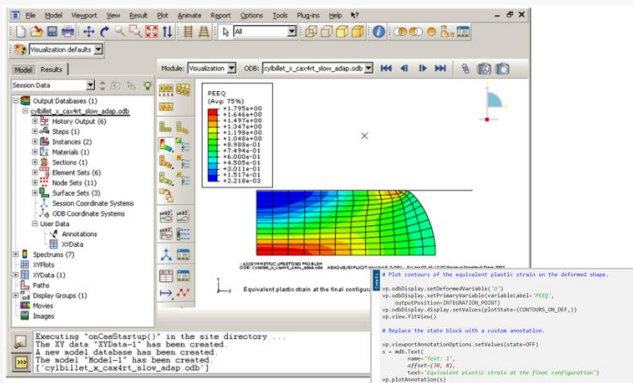 File Model Viewport View Result Plot Animate Report Options Tools Plug-ins Help
All
Visualization defaults
Model Results
Module: Visualization ODB: cylbillet_x_cax4rt_slow_adap.odb
Session Data
Output Databases (1)
cylbillet_x_cax4rt_slow_adap.odb
History Output (6)
Steps (1)
Instances (2)
Materials (1)
Sections (1)
Element Sets (6)
Node Sets (11)
Surface Sets (3)
Session Coordinate Systems
ODB Coordinate Systems
User Data
Annotations
XYData
Spectrums (7)
XYPlots
XYData (1)
Paths
Display Groups (1)
Movies
Images
PEEQ
(Avg: 75%)
+1.795e+00
+1.646e+00
+1.497e+00
+1.347e+00
+1.198e+00
+1.048e+00
+8.988e-01
+7.494e-01
+6.000e-01
+4.505e-01
+3.011e-01
+1.517e-01
+2.218e-03
Equivalent plastic strain at the final configur
# Plot contours of the equivalent plastic strain on the deformed shape.
vp.odbDisplay.setDeformedVariable('U')
vp.odbDisplay.setPrimaryVariable(variableLabel='PEEQ',
outputPosition=INTEGRATION_POINT)
vp.odbDisplay.display.setValues(plotState=(CONTOURS_ON_DEF,))
vp.view.fitView()
# Replace the state block with a custom annotation.
vp.viewportAnnotationOptions.setValues(state=OFF)
s = mdb.Text(
name='Text: 1',
offset=(30, 8),
text='Equivalent plastic strain at the final configuration')
vp.plotAnnotation(s)
Executing "onCaeStartup()" in the site directory ...
The XY data "XYData-1" has been created.
A new model database has been created.
The model "Model-1" has been created.
['cylbillet_x_cax4rt_slow_adap.odb']